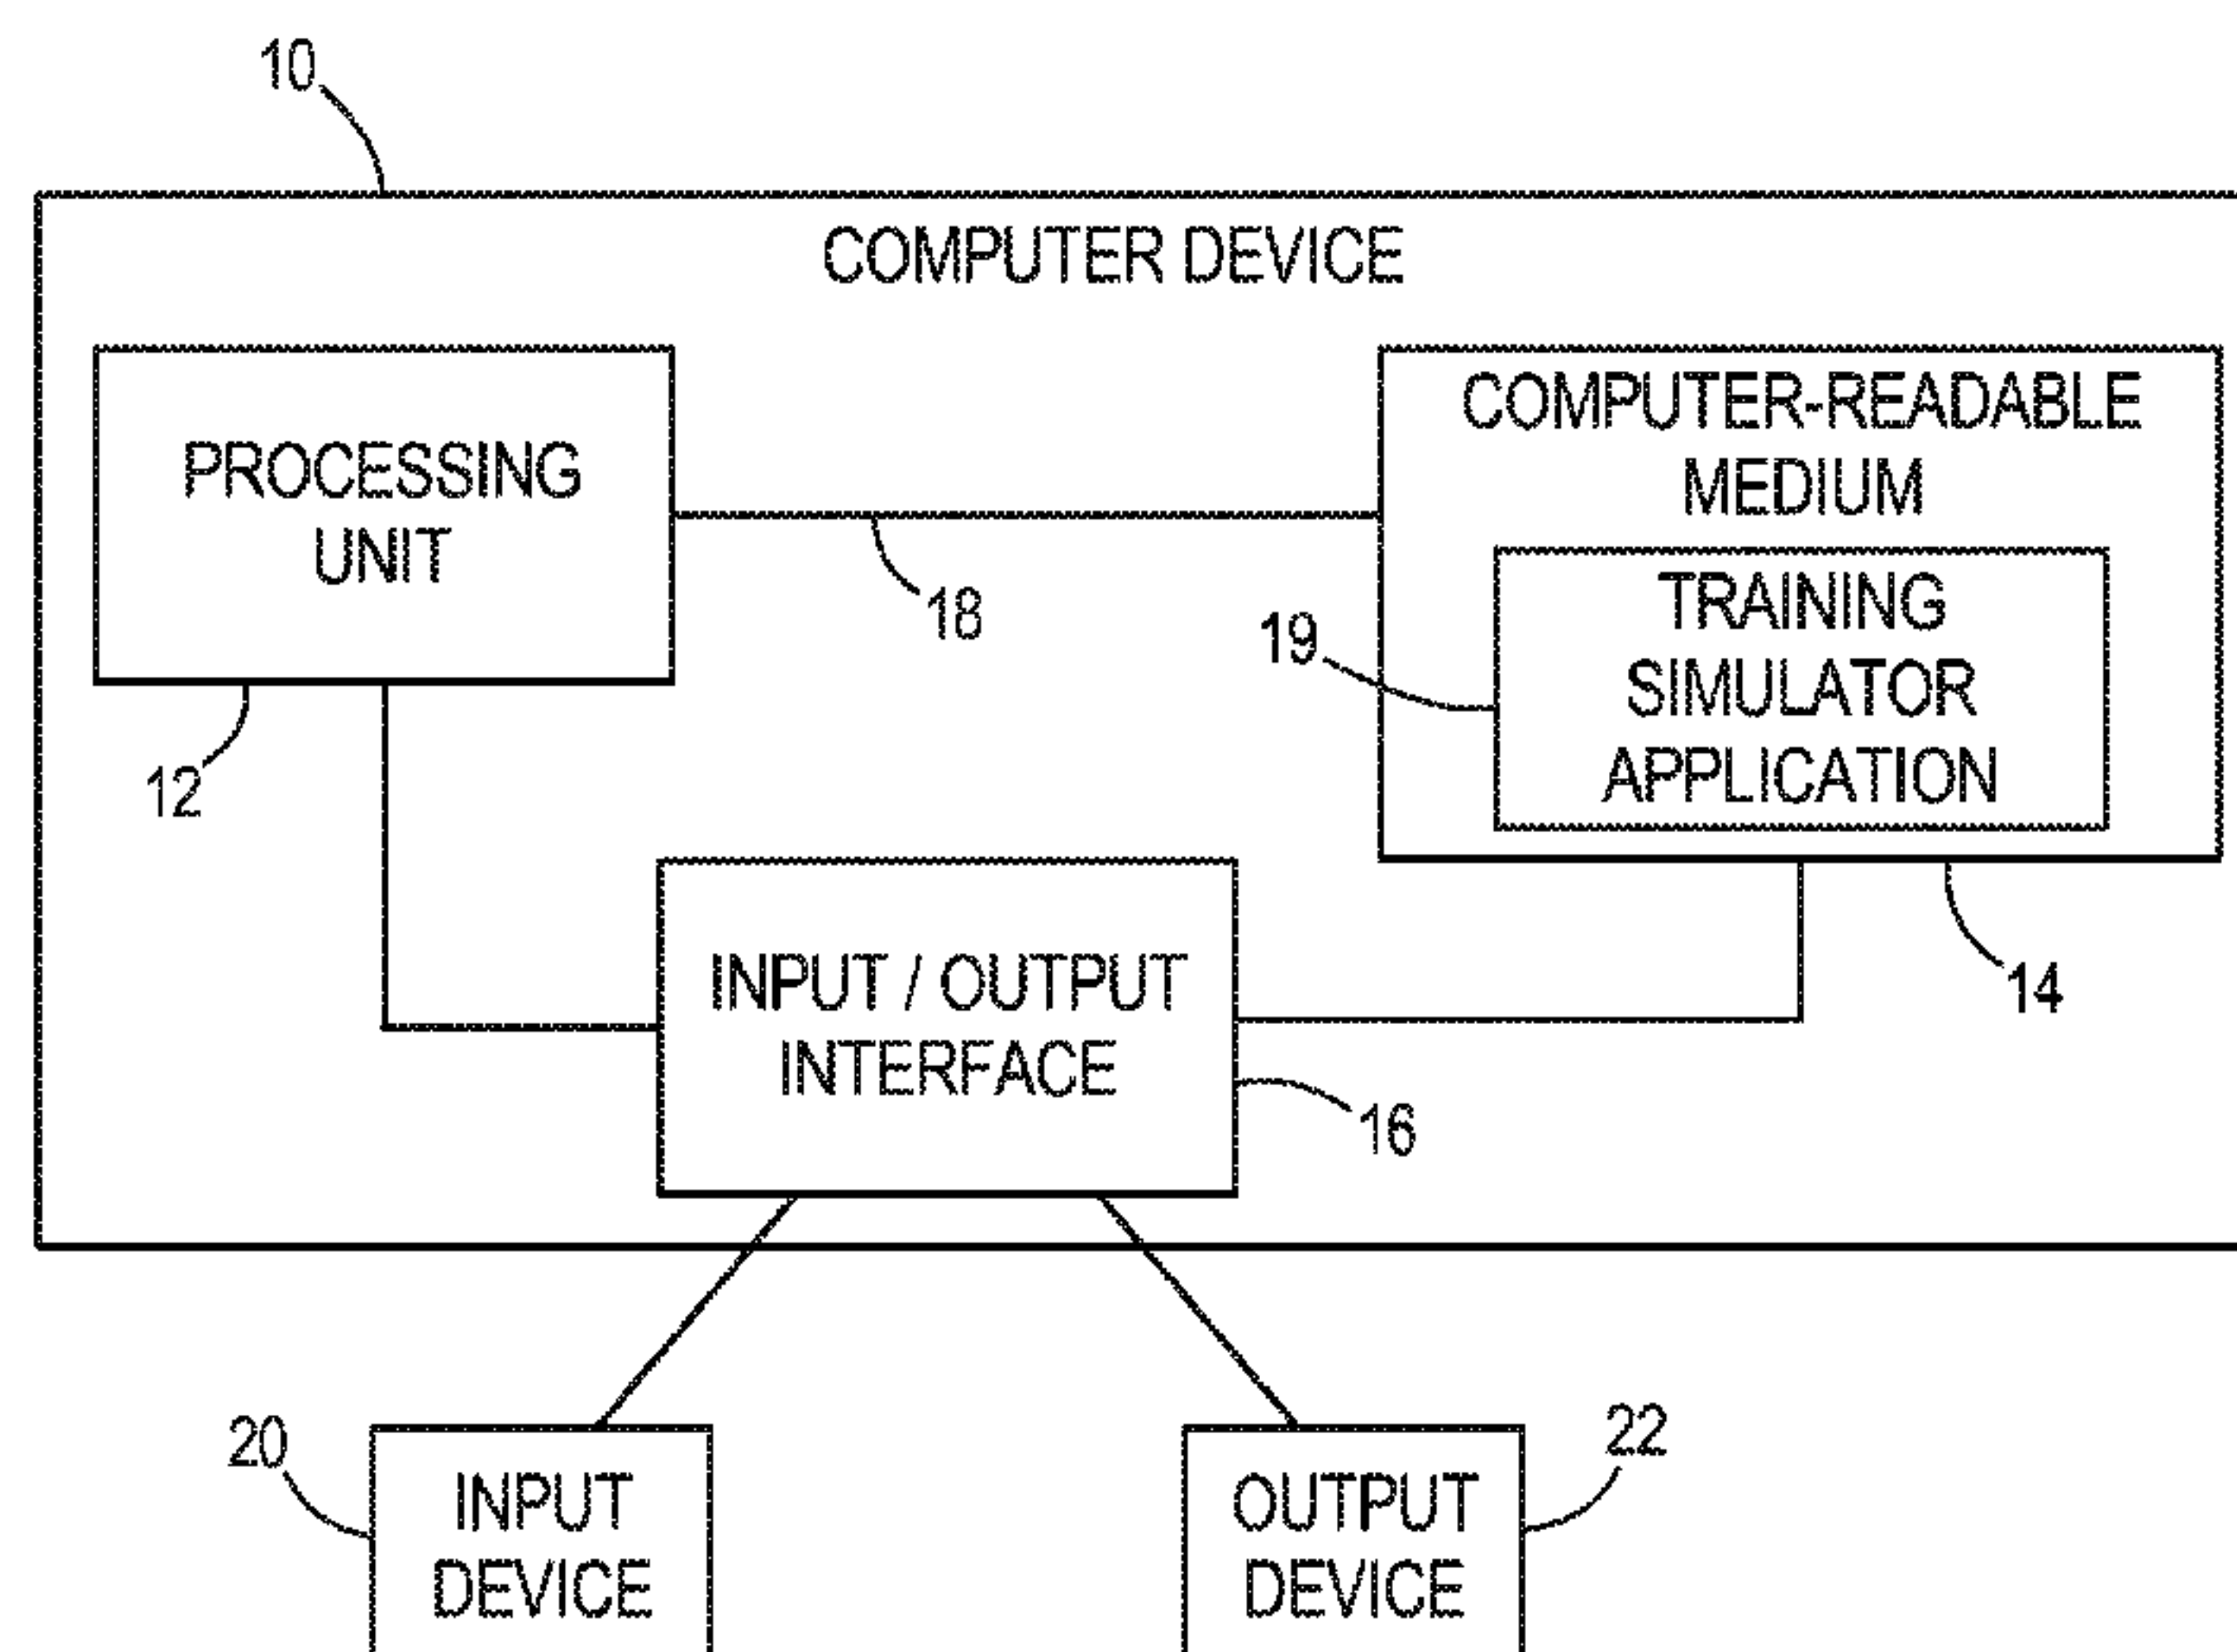 10
COMPUTER DEVICE
PROCESSING
UNIT
12
18
COMPUTER-READABLE
MEDIUM
19
TRAINING
SIMULATOR
APPLICATION
14
INPUT / OUTPUT
INTERFACE
16
20
INPUT
DEVICE
OUTPUT
DEVICE
22